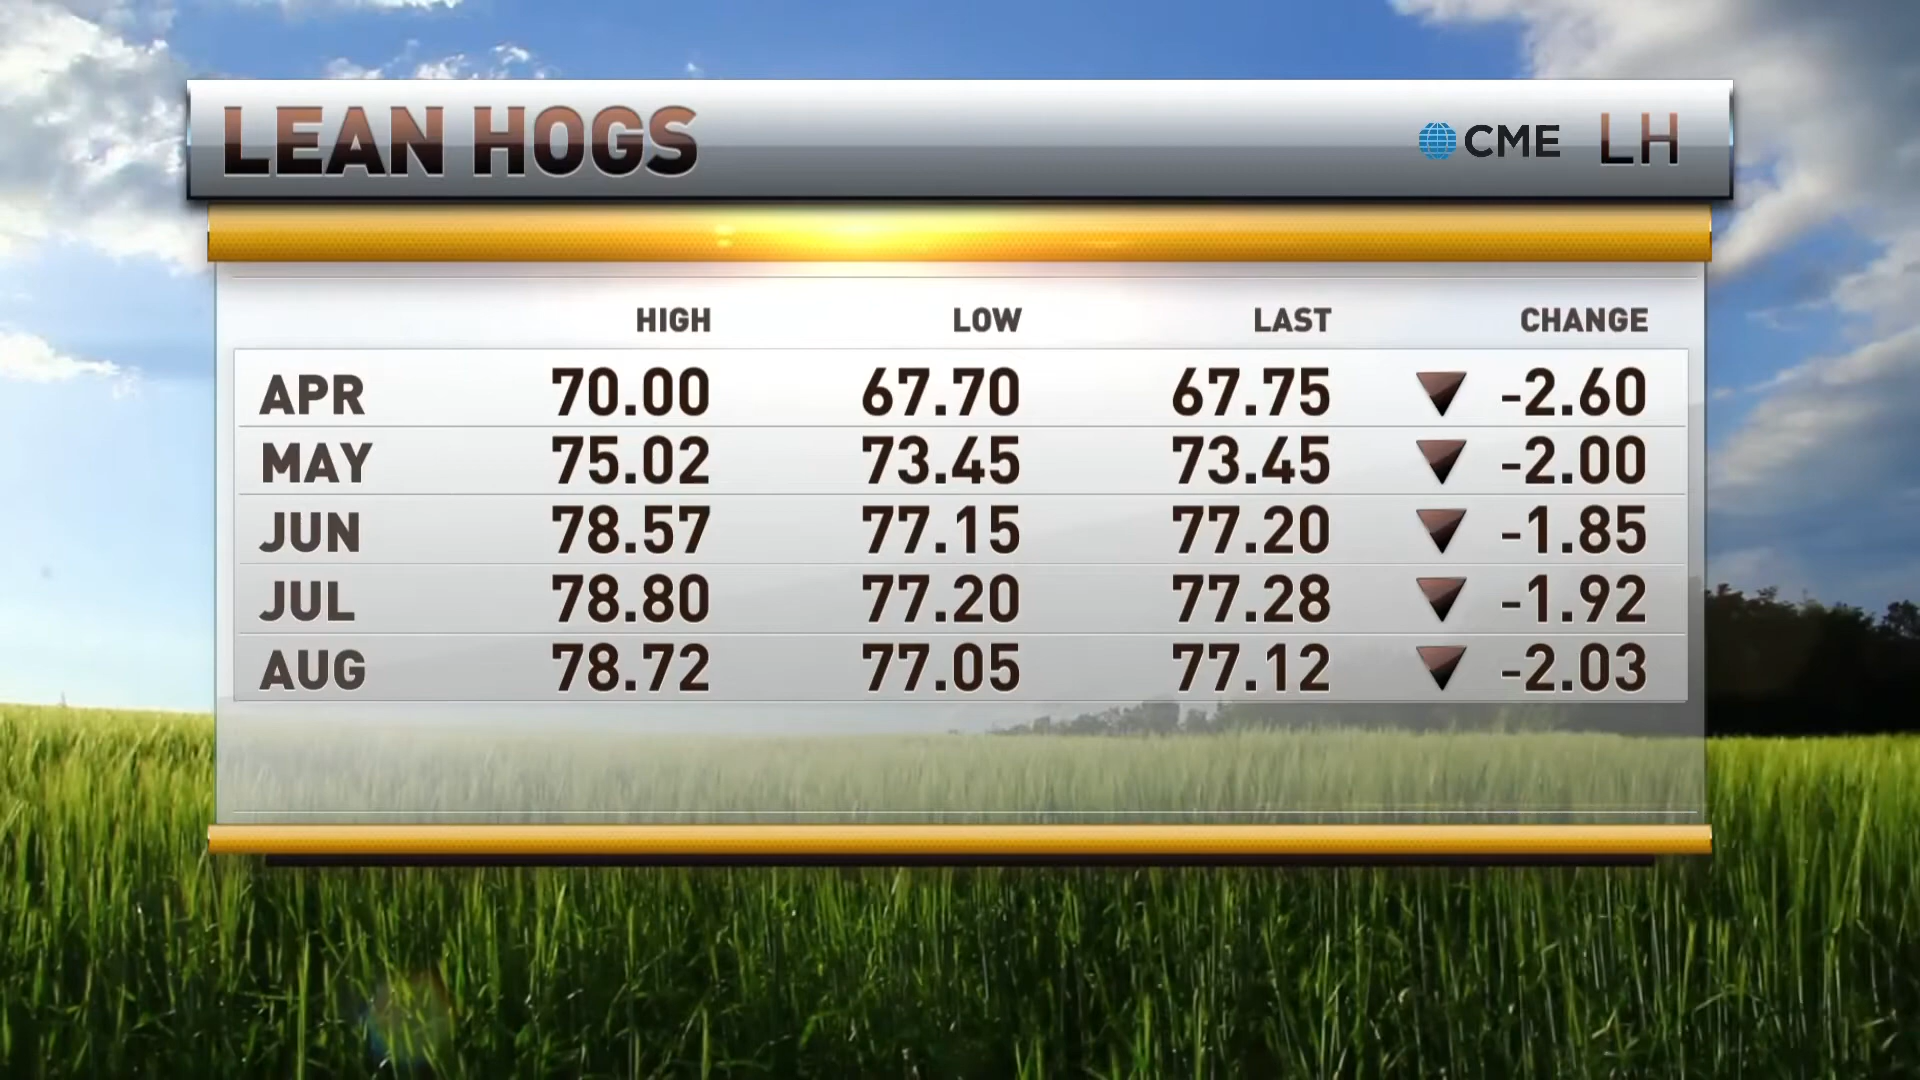 LEAN HOGS CME LH
HIGH LOW LAST CHANGE
APR 70.00 67.70 67.75 -2.60
MAY 75.02 73.45 73.45 -2.00
JUN 78.57 77.15 77.20 -1.85
JUL 78.80 77.20 77.28 -1.92
AUG 78.72 77.05 77.12 -2.03